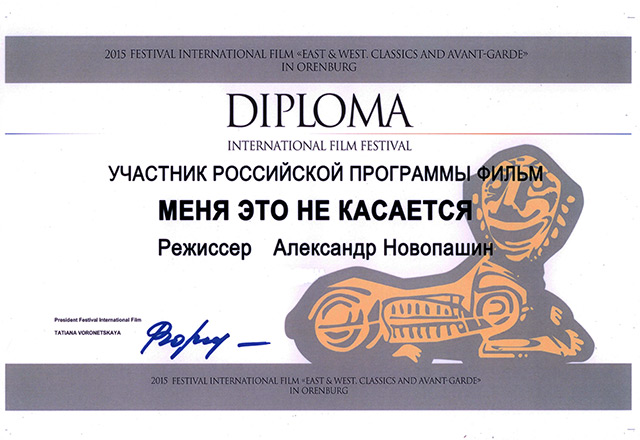 2015 FESTIVAL INTERNATIONAL FILM «EAST & WEST. CLASSICS AND AVANT-GARDE»
IN ORENBURG
DIPLOMA
INTERNATIONAL FILM FESTIVAL
УЧАСТНИК РОССИЙСКОЙ ПРОГРАММЫ ФИЛЬМ
МЕНЯ ЭТО НЕ КАСАЕТСЯ
Режиссер Александр Новопашин
President Festival International Film
TATIANA VORONETSKAYA
2015 FESTIVAL INTERNATIONAL FILM «EAST & WEST. CLASSICS AND AVANT-GARDE»
IN ORENBURG